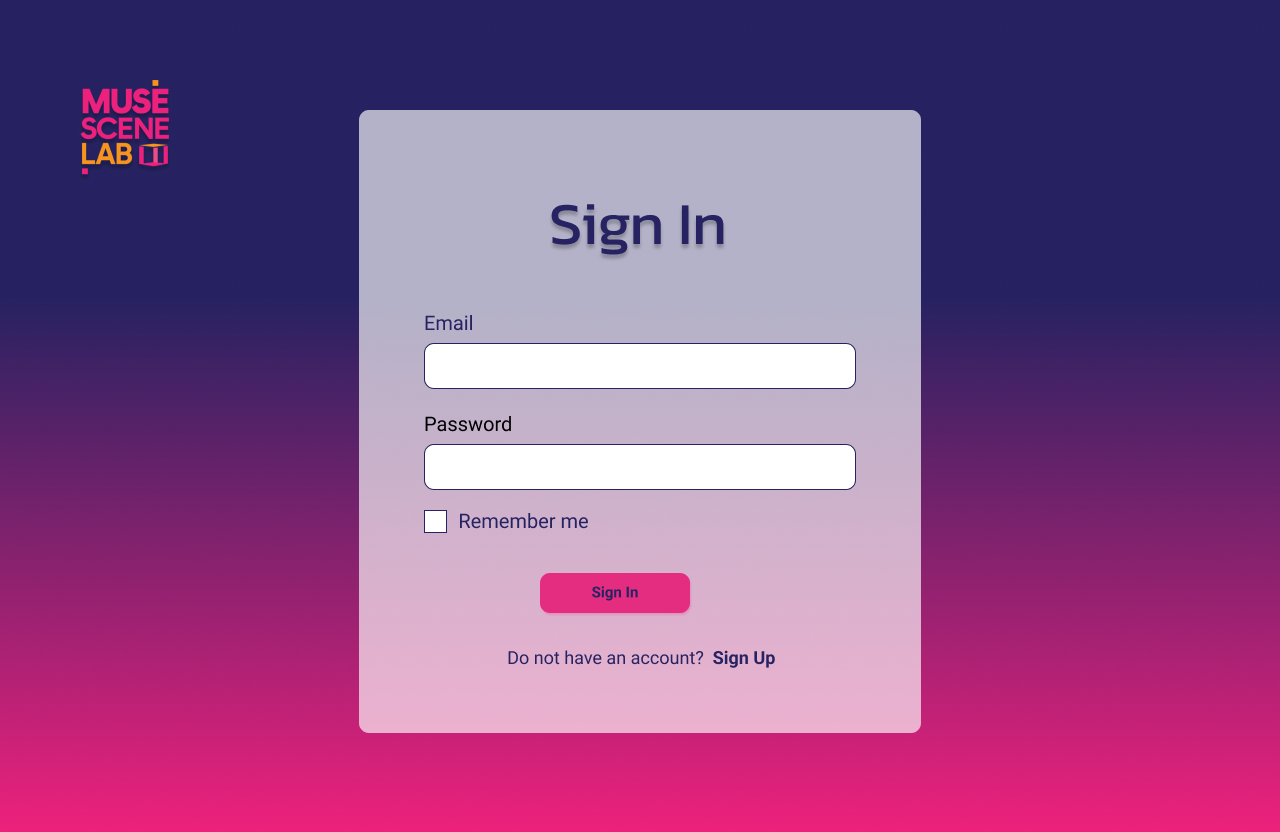 MUSE
SCENE
LAB
Sign In
Email
Password
Remember me
Sign In
Do not have an account? Sign Up